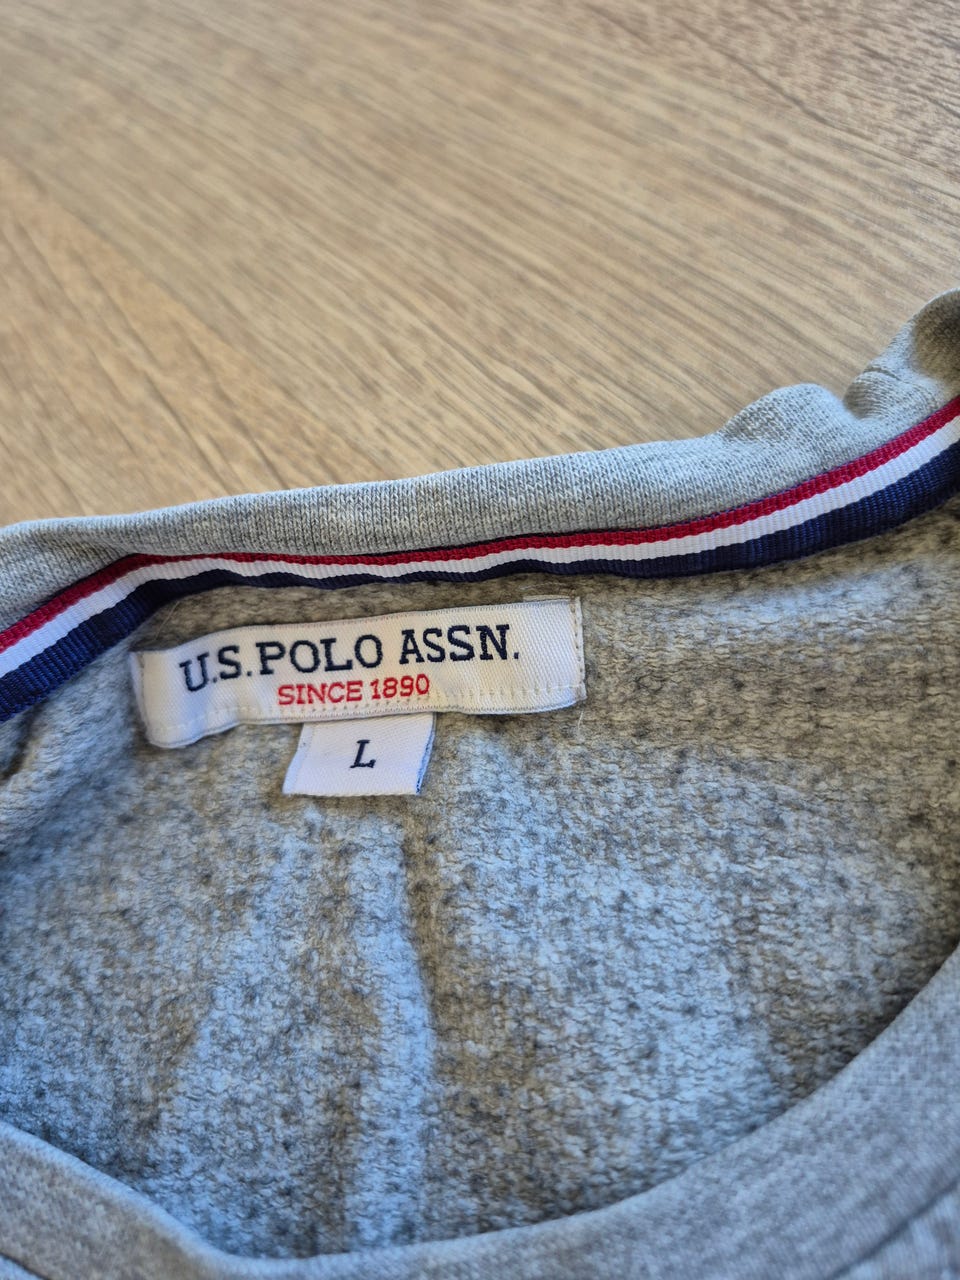 U.S. POLO ASSN.
SINCE 1890
L